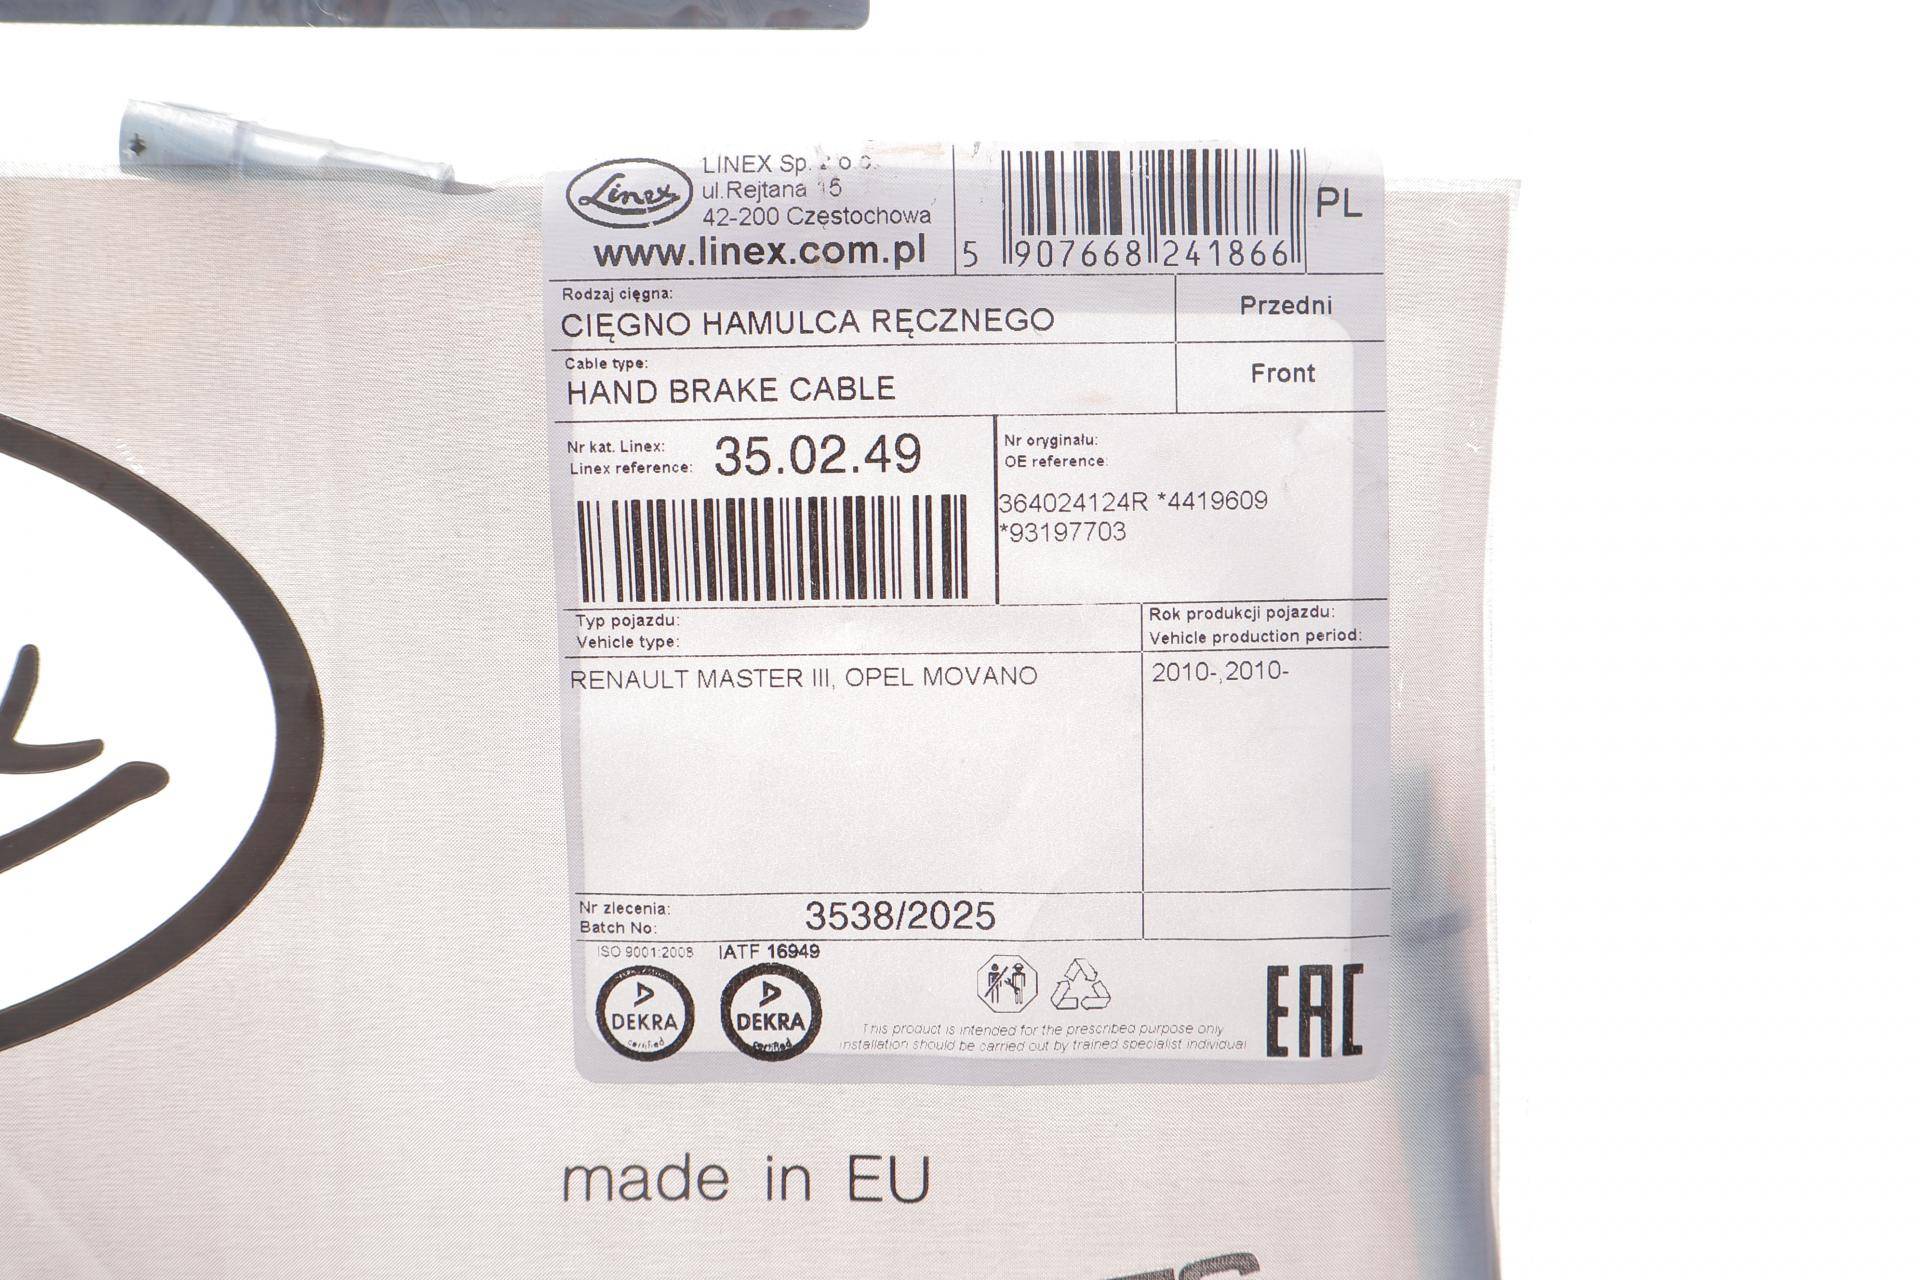 Linex
LINEX Sp. z o o.
ul.Rejtana 15
42-200 Częstochowa
www.linex.com.pl
5 907668 241866
PL
Rodzaj cięgna:
CIĘGNO HAMULCA RĘCZNEGO
Przedni
Cable type:
HAND BRAKE CABLE
Front
Nr kat. Linex:
Linex reference: 35.02.49
Nr oryginału:
OE reference:
364024124R *4419609
*93197703
Typ pojazdu:
Vehicle type:
Rok produkcji pojazdu:
Vehicle production period:
RENAULT MASTER III, OPEL MOVANO
2010-,2010-
Nr zlecenia:
Batch No:
3538/2025
ISO 9001:2008 IATF 16949
DEKRA
certified
DEKRA
certified
This product is intended for the prescribed purpose only
installation should be carried out by trained specialist individual
EAC
made in EU